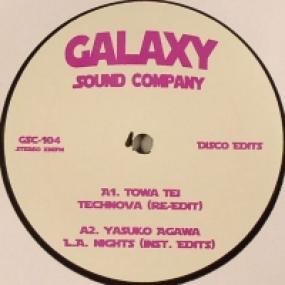 GALAXY
SOUND COMPANY
GSC-104
STEREO 33RPM
DISCO EDITS
A1. TOWA TEI
TECHNOVA (RE-EDIT)
A2. YASUKO AGAWA
L.A. NIGHTS (INST. EDITS)